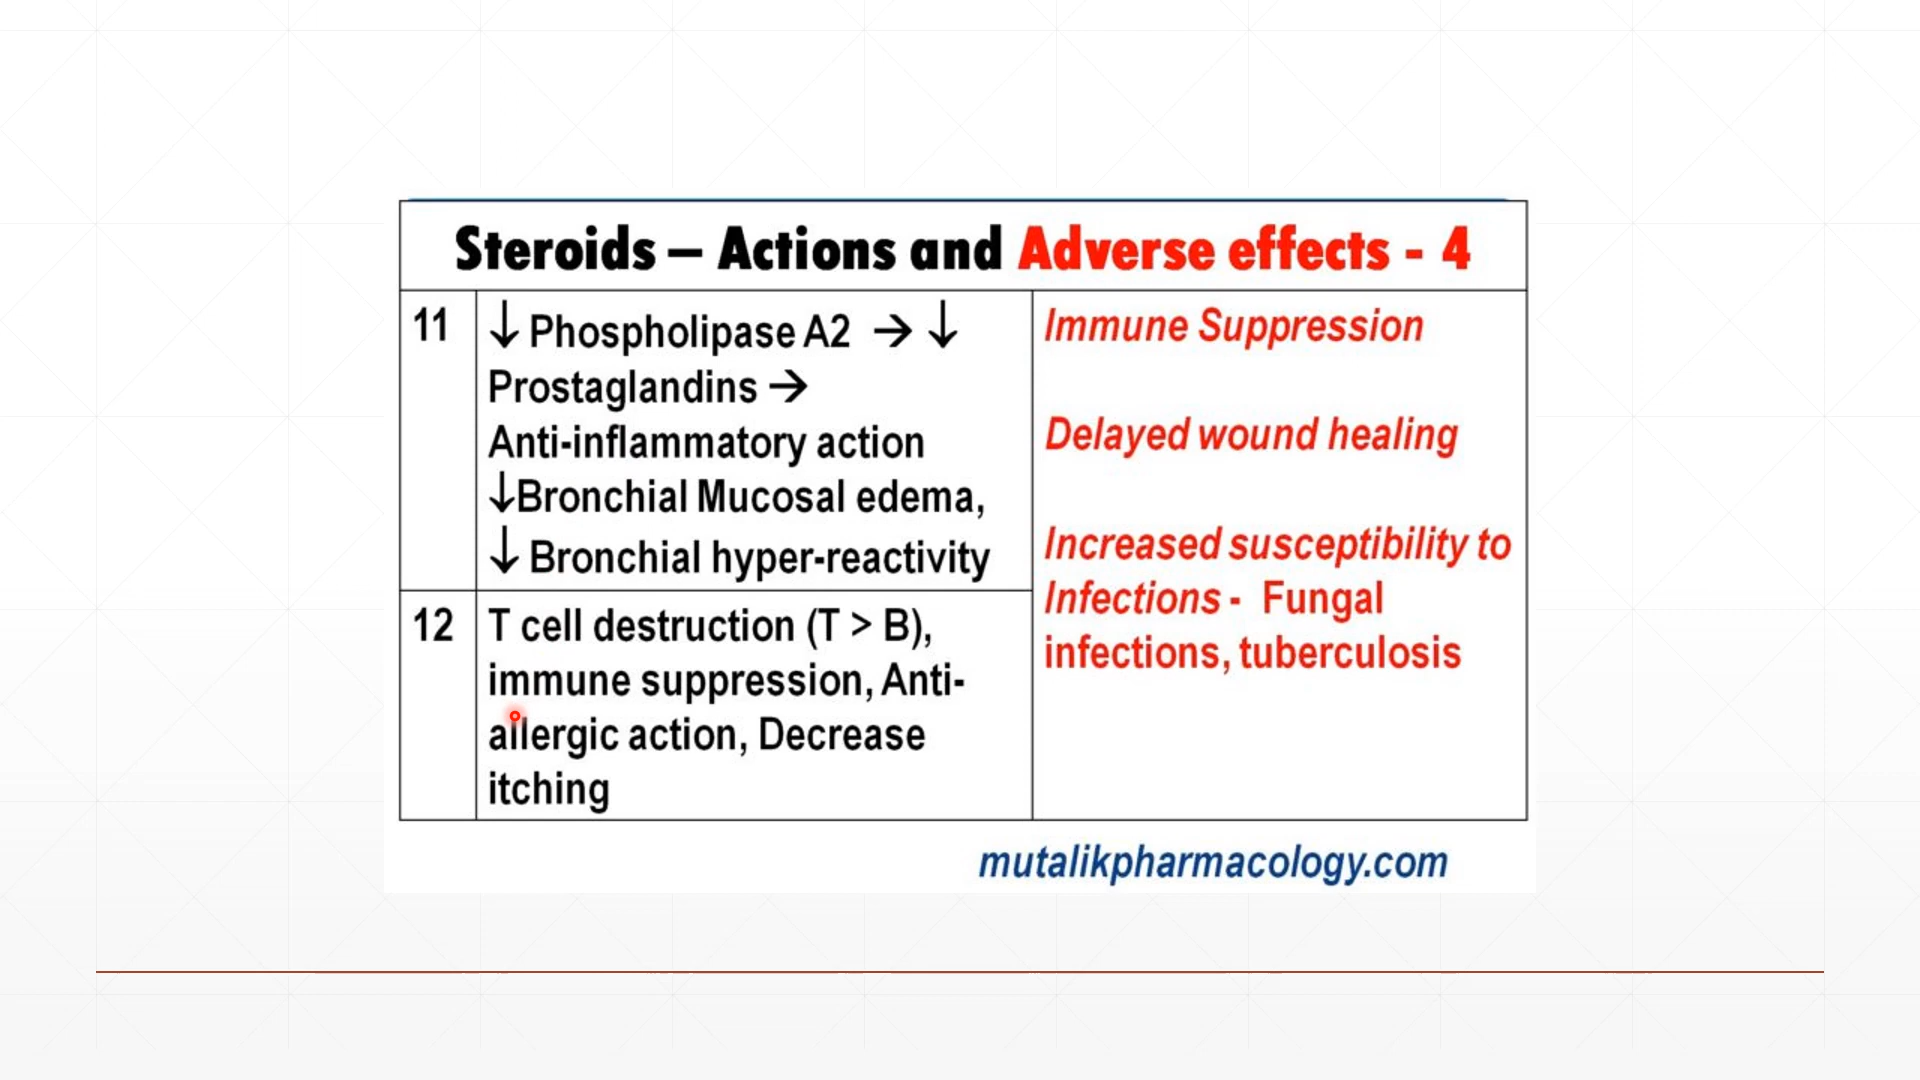 Steroids – Actions and Adverse effects - 4
11
↓ Phospholipase A2 → ↓
Prostaglandins →
Anti-inflammatory action
↓Bronchial Mucosal edema,
↓ Bronchial hyper-reactivity
12
T cell destruction (T > B),
immune suppression, Anti-
allergic action, Decrease
itching
Immune Suppression
Delayed wound healing
Increased susceptibility to
Infections - Fungal
infections, tuberculosis
mutalikpharmacology.com